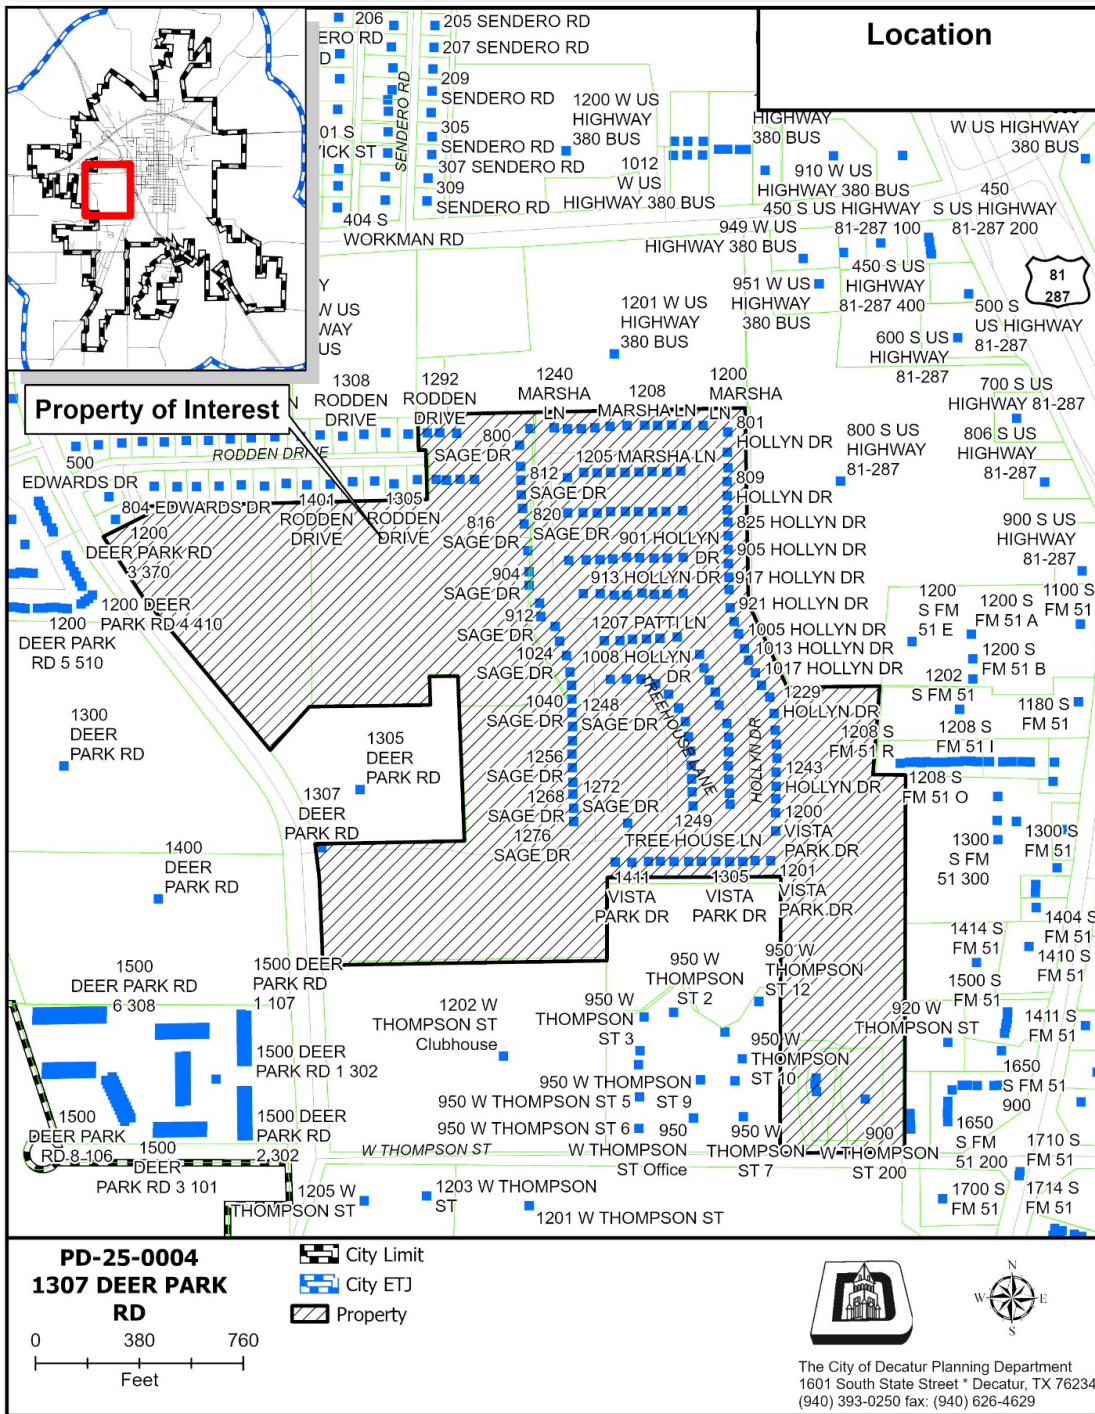 Location
206
ERO RD
D
205 SENDERO RD
207 SENDERO RD
209
SENDERO RD
305
SENDERO RD
307 SENDERO RD
309
SENDERO RD
SENDERO RD
01 S
VICK ST
404 S
WORKMAN RD
1200 W US
HIGHWAY
380 BUS
1012
W US
HIGHWAY 380 BUS
HIGHWAY
380 BUS
W US HIGHWAY
380 BUS
910 W US
HIGHWAY 380 BUS
450
S US HIGHWAY
81-287 200
450 S US HIGHWAY
81-287 100
949 W US
HIGHWAY 380 BUS
450 S US
HIGHWAY
81-287 400
951 W US
HIGHWAY
380 BUS
81
287
500 S
US HIGHWAY
81-287
600 S US
HIGHWAY
81-287
1201 W US
HIGHWAY
380 BUS
Y
W US
WAY
US
700 S US
HIGHWAY 81-287
806 S US
HIGHWAY
81-287
800 S US
HIGHWAY
81-287
900 S US
HIGHWAY
81-287
Property of Interest
N
1308
RODDEN
DRIVE
1292
RODDEN
DRIVE
1240
MARSHA
LN
1208
MARSHA LN
1200
MARSHA
LN
RODDEN DRIVE
800
SAGE DR
801
HOLLYN DR
1205 MARSHA LN
500
EDWARDS DR
804 EDWARDS DR
1401
RODDEN
DRIVE
1305
RODDEN
DRIVE
812
SAGE DR
809
HOLLYN DR
820
SAGE DR
816
SAGE DR
825 HOLLYN DR
901 HOLLYN
DR
905 HOLLYN DR
1200
DEER PARK RD
3 370
904
SAGE DR
913 HOLLYN DR
917 HOLLYN DR
921 HOLLYN DR
1200 DEER
PARK RD 4 410
1200
DEER PARK
RD 5 510
912
SAGE DR
1207 PATTI LN
1005 HOLLYN DR
1013 HOLLYN DR
1017 HOLLYN DR
1024
SAGE DR
1008 HOLLYN
DR
1200
S FM
51 E
1200 S
FM 51 A
1100 S
FM 51
1200 S
FM 51 B
1202
S FM 51
1180 S
FM 51
1040
SAGE DR
1248
SAGE DR
TREEHOUSE LANE
HOLLYN DR
1229
HOLLYN DR
1208 S
FM 51 R
1208 S
FM 51 I
1300
DEER
PARK RD
1305
DEER
PARK RD
1256
SAGE DR
1243
HOLLYN DR
1208 S
FM 51 O
1307
DEER
PARK RD
1268
SAGE DR
1272
SAGE DR
1276
SAGE DR
1249
TREE HOUSE LN
1200
VISTA
PARK DR
1300
S FM
51 300
1300 S
FM 51
1400
DEER
PARK RD
1411
VISTA
PARK DR
1305
VISTA
PARK DR
1201
VISTA
PARK DR
1414 S
FM 51
1404 S
FM 51
1410 S
FM 51
1500
DEER PARK RD
6 308
1500 DEER
PARK RD
1 107
950 W
THOMPSON
ST 2
950 W
THOMPSON
ST 12
1500 S
FM 51
1202 W
THOMPSON ST
Clubhouse
950 W
THOMPSON
ST 3
920 W
THOMPSON ST
1411 S
FM 51
1500 DEER
PARK RD 1 302
950 W
THOMPSON
ST 10
1650
S FM 51
900
950 W THOMPSON
ST 5
ST 9
950 W THOMPSON ST 6
950
W THOMPSON
ST Office
950 W
THOMPSON
ST 7
900
W THOMPSON
ST 200
1500
DEER PARK
RD 8 106
1500 DEER
PARK RD
2 302
1500
DEER
PARK RD 3 101
W THOMPSON ST
1650
S FM
51 200
1710 S
FM 51
1205 W
THOMPSON ST
1203 W THOMPSON
ST
1201 W THOMPSON ST
1700 S
FM 51
1714 S
FM 51
PD-25-0004
1307 DEER PARK
RD
0 380 760
Feet
City Limit
City ETJ
Property
D
N
W E
S
The City of Decatur Planning Department
1601 South State Street * Decatur, TX 76234
(940) 393-0250 fax: (940) 626-4629